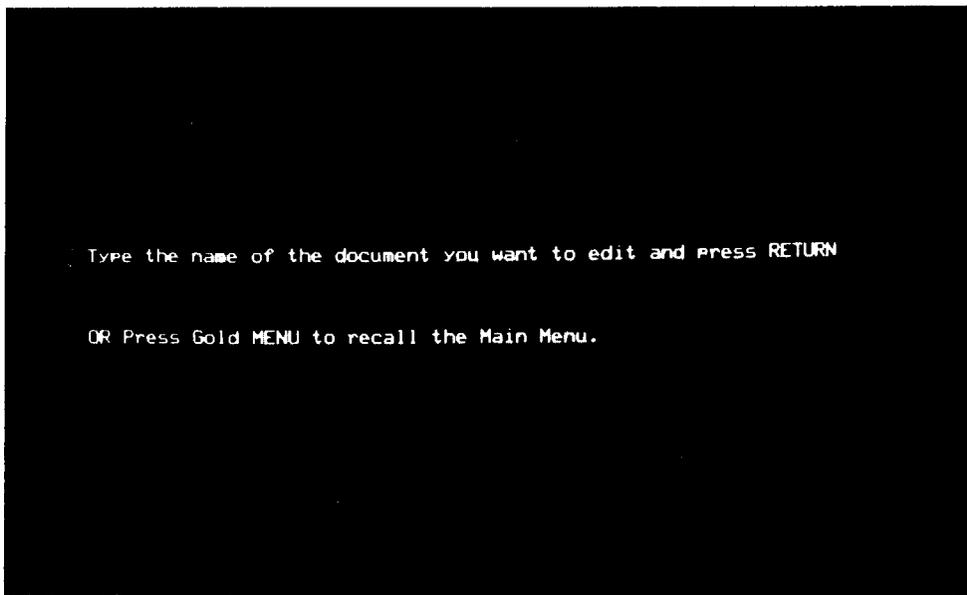 Type the name of the document you want to edit and press RETURN
OR Press Gold MENU to recall the Main Menu.